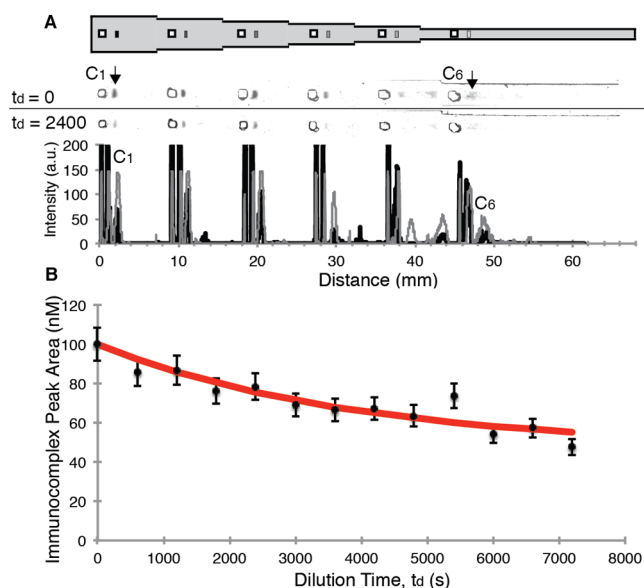 A
C1
C6
td = 0
td = 2400
Intensity (a.u.)
200
150
100
50
0
C1
C6
0 10 20 30 40 50 60
Distance (mm)
B
Immunocomplex Peak Area (nM)
120
100
80
60
40
20
0
0 1000 2000 3000 4000 5000 6000 7000 8000
Dilution Time, td (s)